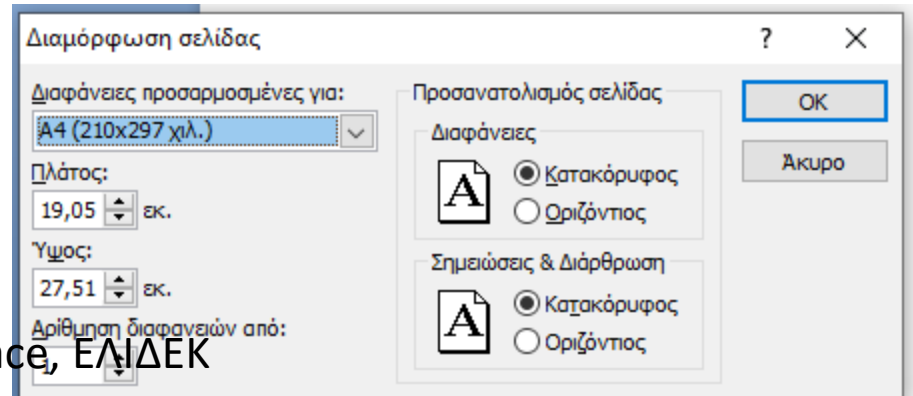 Διαμόρφωση σελίδας ?
Διαφάνειες προσαρμοσμένες για:
A4 (210x297 χιλ.)
Πλάτος:
19,05 εκ.
Ύψος:
27,51 εκ.
Αρίθμηση διαφανειών από:
1
ce, ΕΛΙΔΕΚ
Προσανατολισμός σελίδας
Διαφάνειες
A
Κατακόρυφος
Οριζόντιος
Σημειώσεις & Διάρθρωση
A
Κατακόρυφος
Οριζόντιος
OK
Άκυρο